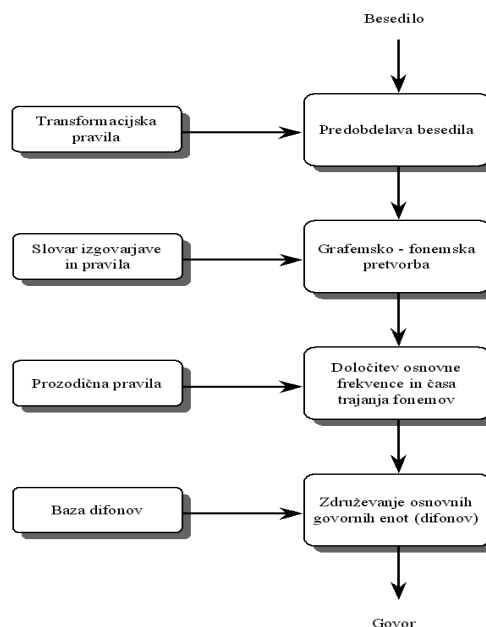 Besedilo
Transformacijska
pravila
Predobdelava besedila
Slovar izgovarjave
in pravila
Grafemsko - fonemska
pretvorba
Prozodična pravila
Določitev osnovne
frekvence in časa
trajanja fonemov
Baza difonov
Združevanje osnovnih
govornih enot (difonov)
Govor